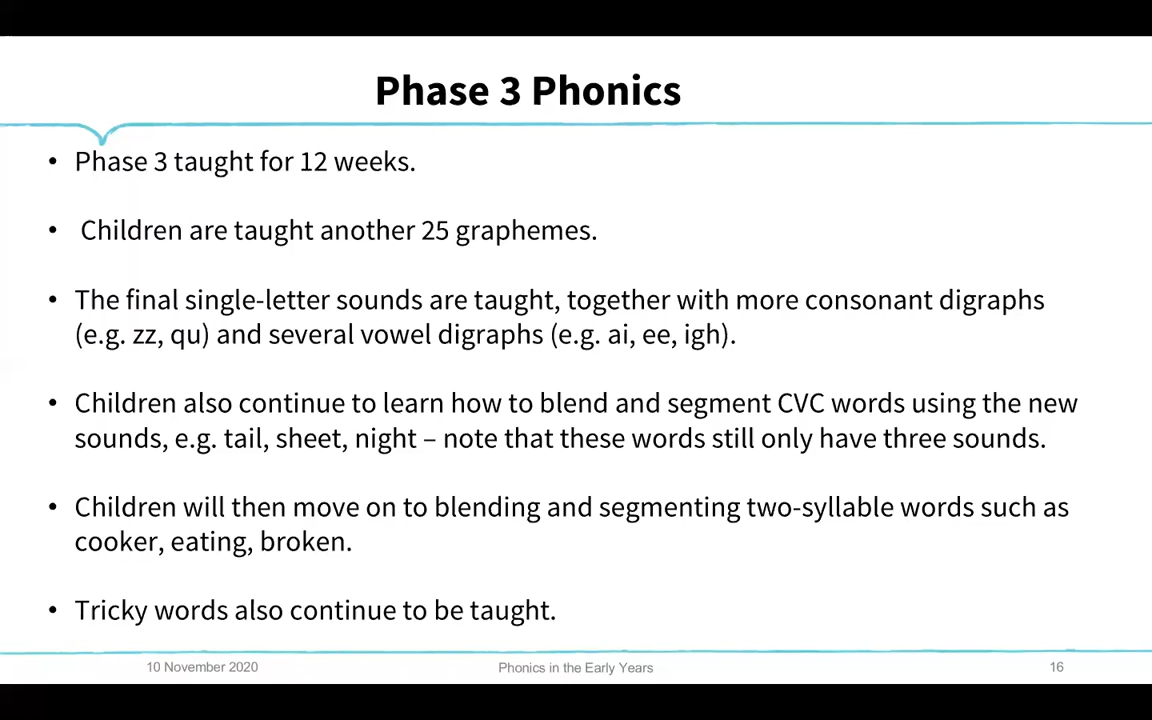 Phase 3 Phonics
• Phase 3 taught for 12 weeks.
• Children are taught another 25 graphemes.
• The final single-letter sounds are taught, together with more consonant digraphs
(e.g. zz, qu) and several vowel digraphs (e.g. ai, ee, igh).
• Children also continue to learn how to blend and segment CVC words using the new
sounds, e.g. tail, sheet, night – note that these words still only have three sounds.
• Children will then move on to blending and segmenting two-syllable words such as
cooker, eating, broken.
• Tricky words also continue to be taught.
10 November 2020
Phonics in the Early Years
16